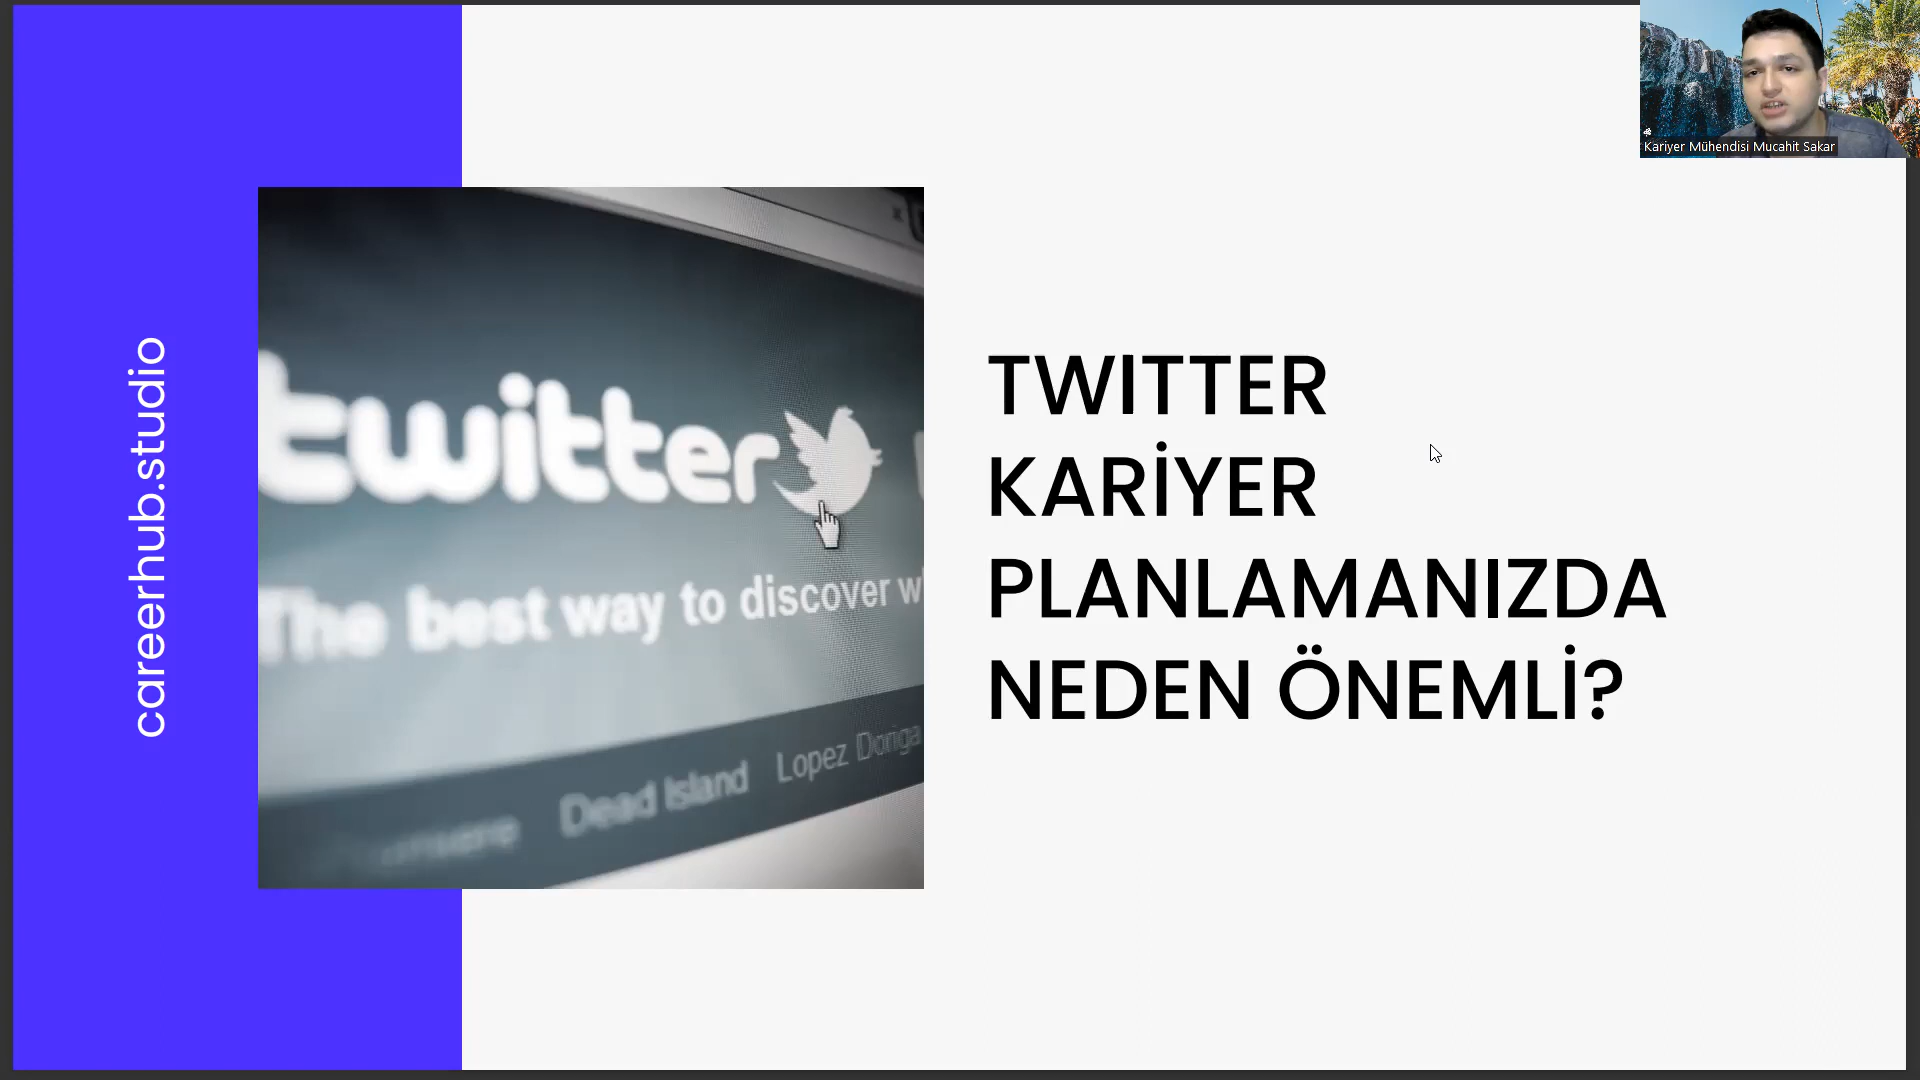 careerhub.studio
twitter
The best way to discover
Dead Island
Lopez Doriga
TWITTER
KARİYER
PLANLAMANIZDA
NEDEN ÖNEMLİ?
Kariyer Mühendisi Mucahit Sakar